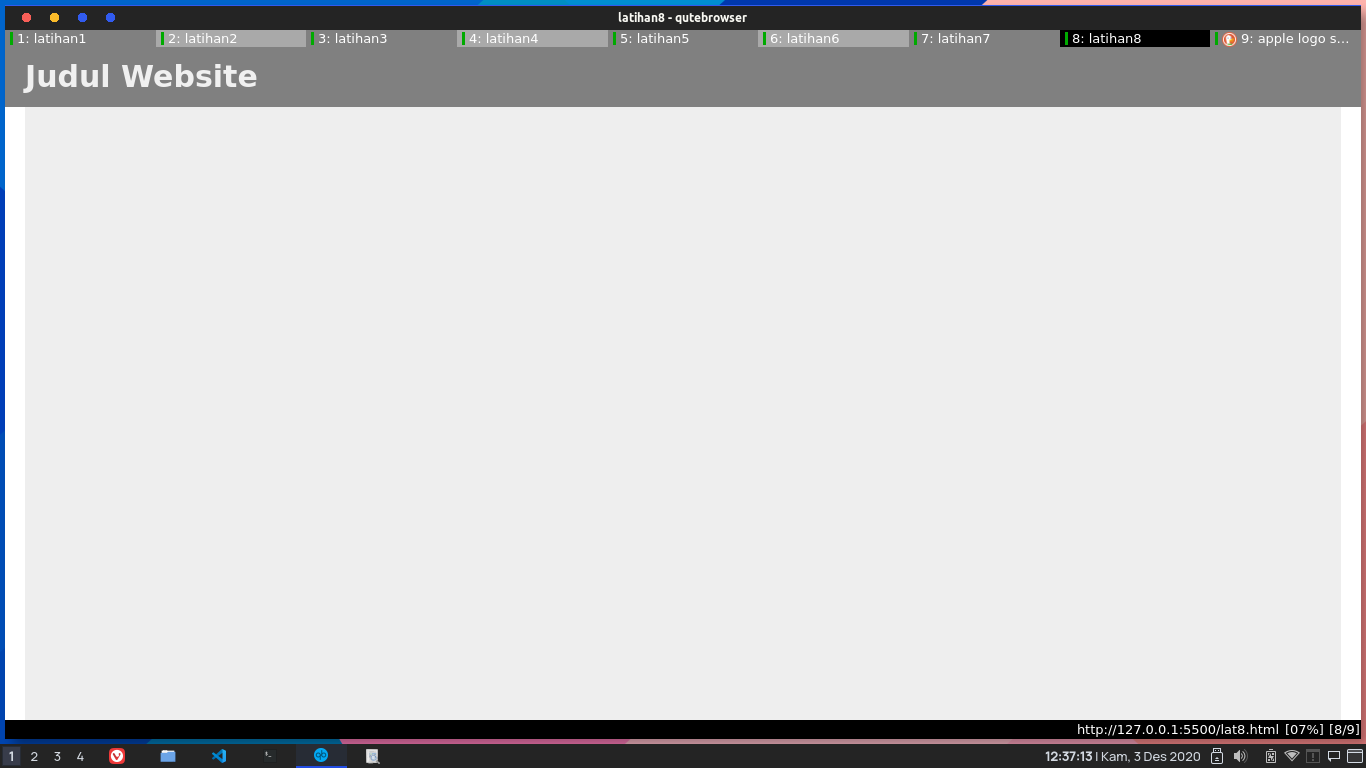 latihan8 - qutebrowser
1: latihan1 2: latihan2 3: latihan3 4: latihan4 5: latihan5 6: latihan6 7: latihan7 8: latihan8 9: apple logo s...
Judul Website
http://127.0.0.1:5500/lat8.html [07%] [8/9]
1 2 3 4 12:37:13 | Kam, 3 Des 2020